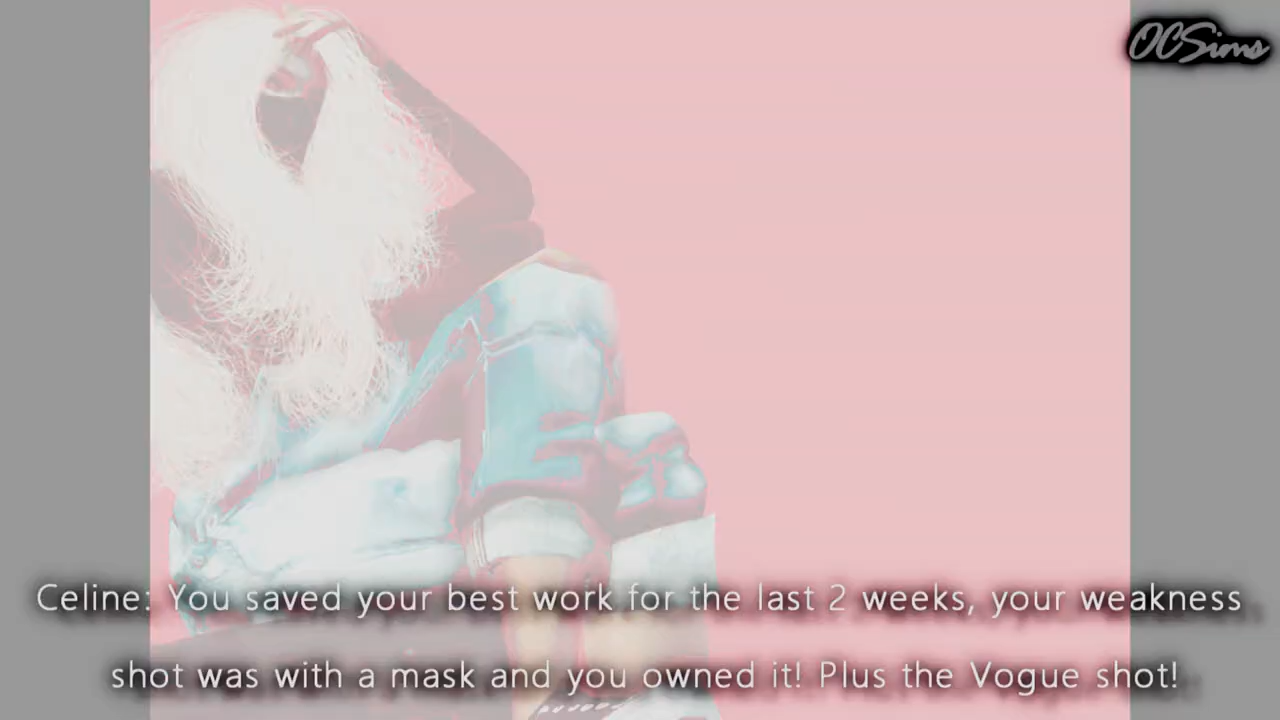 OCSims
Celine: You saved your best work for the last 2 weeks, your weakness
shot was with a mask and you owned it! Plus the Vogue shot!